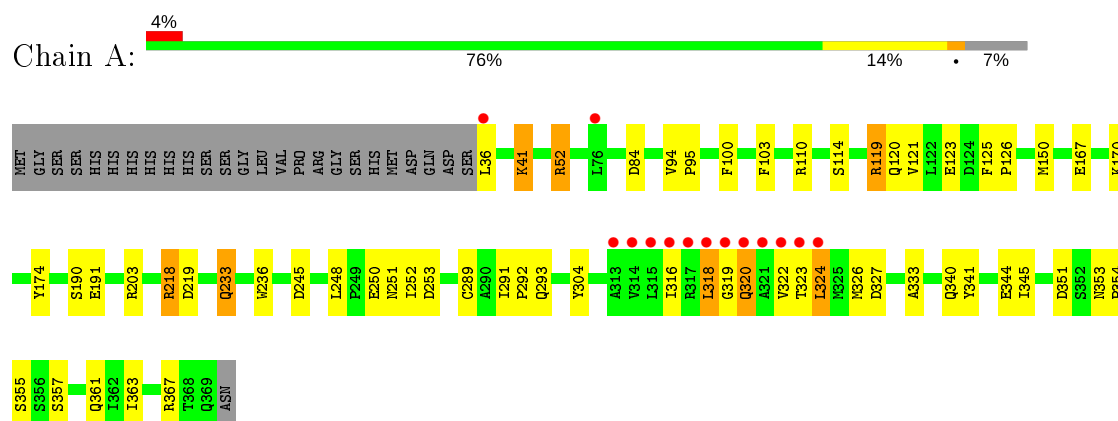 4%
Chain A:
76% 14% • 7%
MET GLY SER SER HIS HIS HIS HIS HIS HIS SER SER GLY LEU VAL PRO ARG GLY SER HIS MET ASP GLN ASP SER L36 K41 R52 L76 D84 V94 P95 F100 F103 R110 S114 R119 Q120 V121 L122 E123 D124 F125 P126 M150 E167 K170
Y174 S190 E191 R203 R218 D219 Q233 W236 D245 L248 P249 E250 N251 I252 D253 C289 A290 I291 P292 Q293 Y304 A313 V314 L315 I316 R317 L318 G319 Q320 A321 V322 T323 L324 M325 M326 D327 A333 Q340 Y341 E344 I345 D351 S352 N353 P354
S355 S356 S357 Q361 I362 I363 R367 T368 Q369 ASN